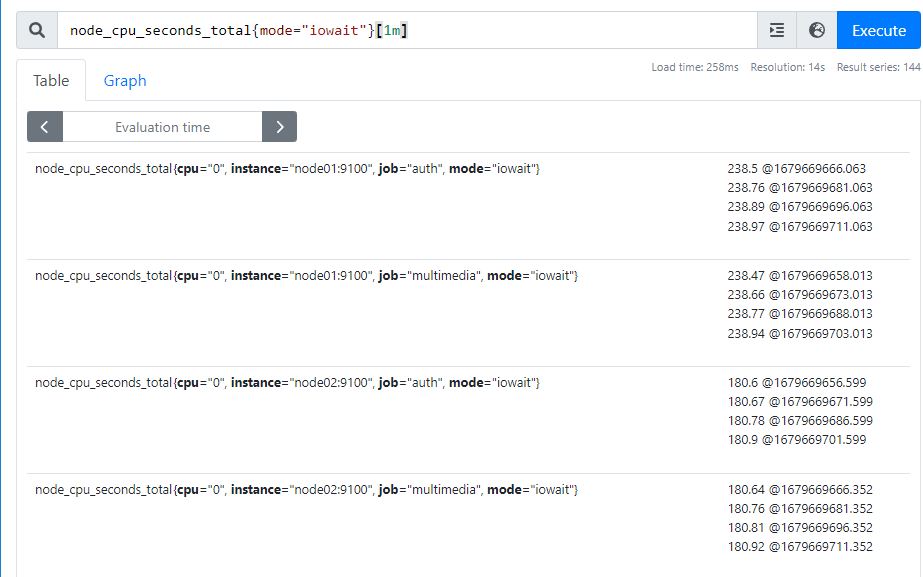 node_cpu_seconds_total{mode="iowait"}[1m]
Execute
Table
Graph
Load time: 258ms Resolution: 14s Result series: 144
Evaluation time
node_cpu_seconds_total{cpu="0", instance="node01:9100", job="auth", mode="iowait"}
238.5 @1679669666.063
238.76 @1679669681.063
238.89 @1679669696.063
238.97 @1679669711.063
node_cpu_seconds_total{cpu="0", instance="node01:9100", job="multimedia", mode="iowait"}
238.47 @1679669658.013
238.66 @1679669673.013
238.77 @1679669688.013
238.94 @1679669703.013
node_cpu_seconds_total{cpu="0", instance="node02:9100", job="auth", mode="iowait"}
180.6 @1679669656.599
180.67 @1679669671.599
180.78 @1679669686.599
180.9 @1679669701.599
node_cpu_seconds_total{cpu="0", instance="node02:9100", job="multimedia", mode="iowait"}
180.64 @1679669666.352
180.76 @1679669681.352
180.81 @1679669696.352
180.92 @1679669711.352